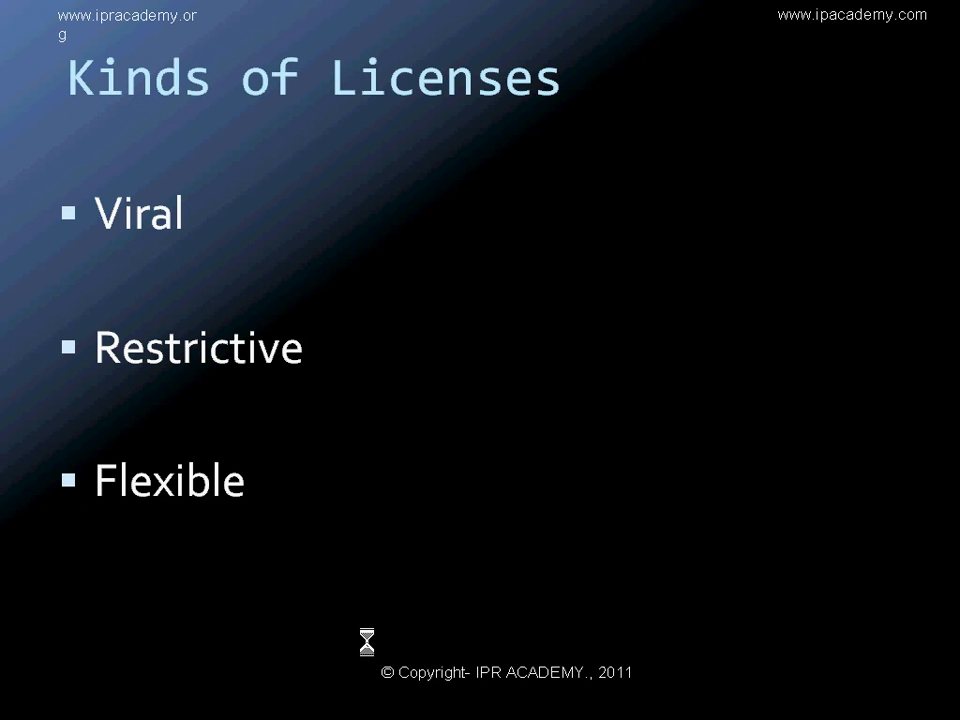 www.ipracademy.or
g
www.ipacademy.com
Kinds of Licenses
Viral
Restrictive
Flexible
© Copyright- IPR ACADEMY., 2011